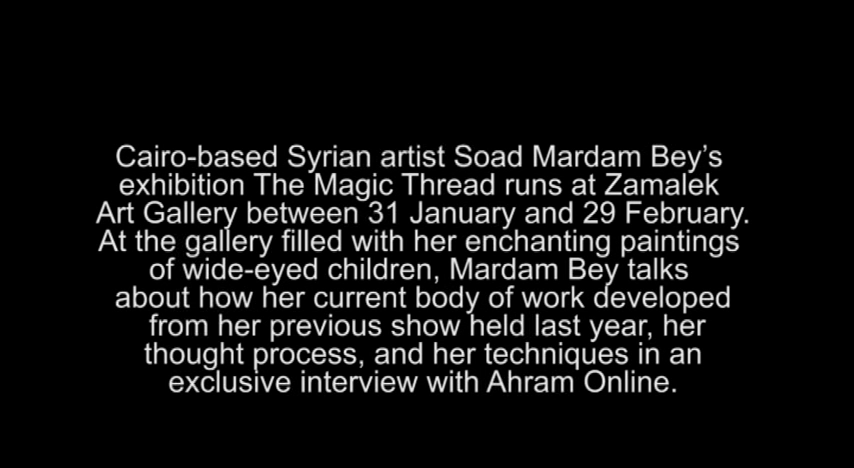 Cairo-based Syrian artist Soad Mardam Bey’s
exhibition The Magic Thread runs at Zamalek
Art Gallery between 31 January and 29 February.
At the gallery filled with her enchanting paintings
of wide-eyed children, Mardam Bey talks
about how her current body of work developed
from her previous show held last year, her
thought process, and her techniques in an
exclusive interview with Ahram Online.